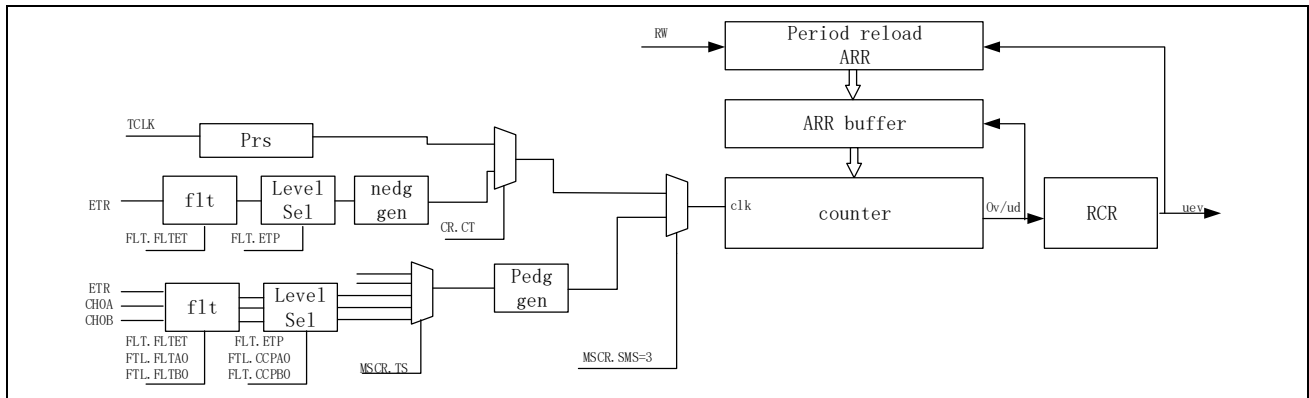 RW
Period reload
ARR
ARR buffer
TCLK
Prs
ETR
flt
Level
Sel
nedg
gen
FLT.FLTET
FLT.ETP
CR.CT
clk
counter
Ov/ud
RCR
uev
ETR
CH0A
CH0B
flt
Level
Sel
Pedg
gen
FLT.FLTET
FTL.FLTA0
FTL.FLTB0
FLT.ETP
FTL.CCPA0
FLT.CCPB0
MSCR.TS
MSCR.SMS=3